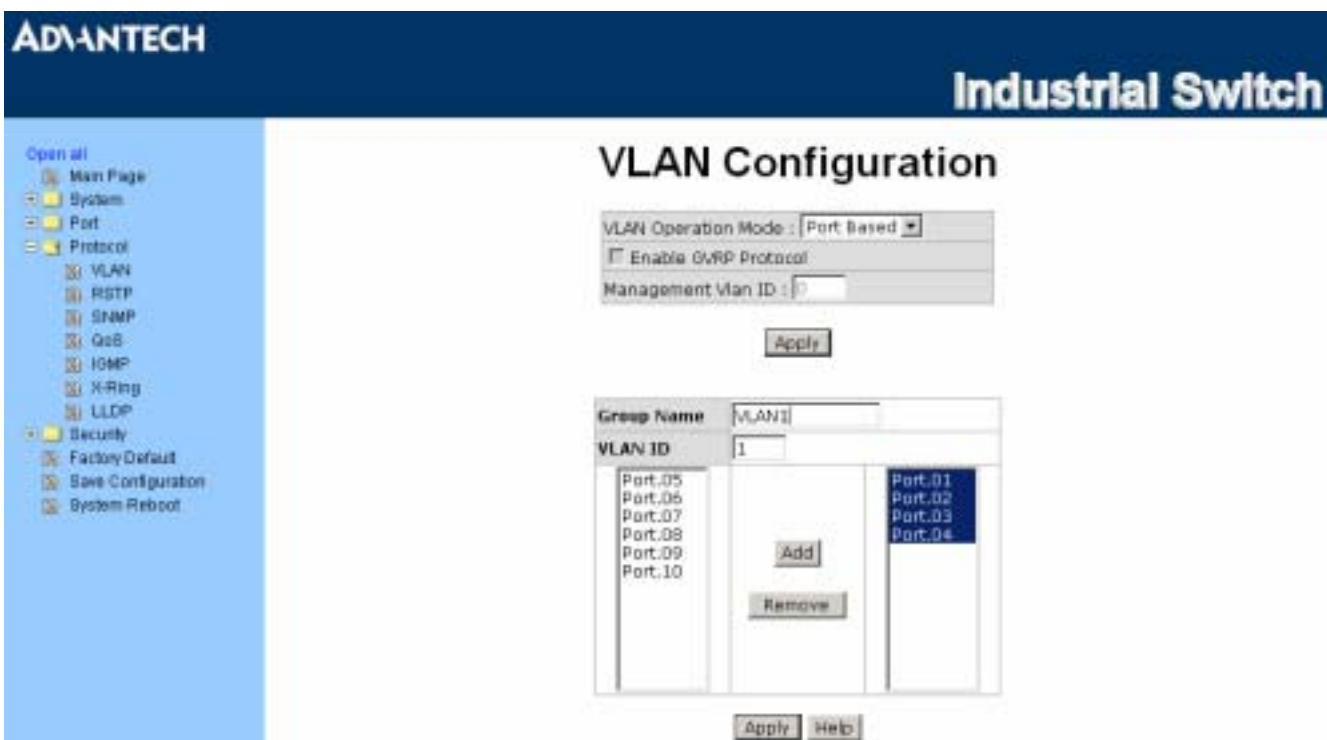 ADVANTECH
Industrial Switch
Open all
Main Page
System
Port
Protocol
VLAN
RSTP
SNMP
QoS
IGMP
X-Ring
LLDP
Security
Factory Default
Save Configuration
System Reboot
VLAN Configuration
VLAN Operation Mode : Port Based
Enable GVRP Protocol
Management Vlan ID : 0
Apply
Group Name VLAN1
VLAN ID 1
Port.05
Port.06
Port.07
Port.08
Port.09
Port.10
Add
Remove
Port.01
Port.02
Port.03
Port.04
Apply Help